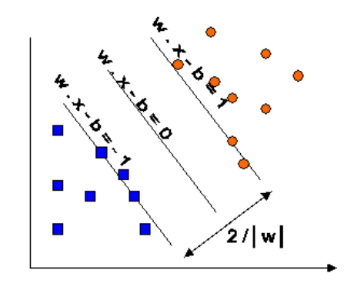 w . x - b = 1
w . x - b = 0
w . x - b = -1
2 / | w |